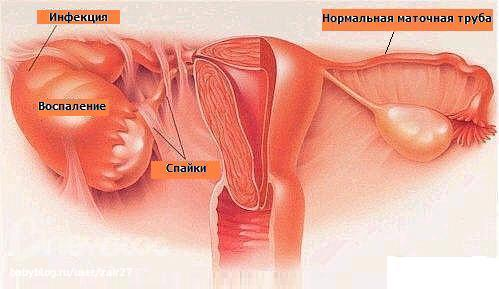 Инфекция
Нормальная маточная труба
Воспаление
Спайки
babyblog.ru/user/zair27